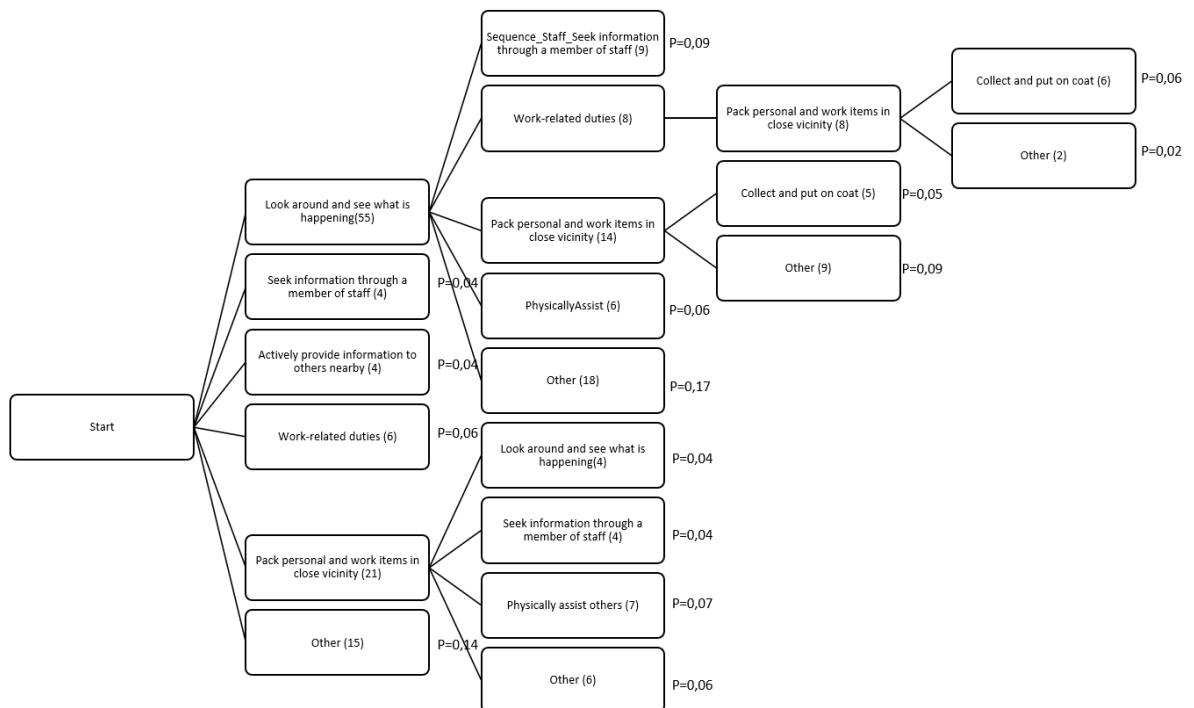 Start
Look around and see what is
happening(55)
Seek information through a
member of staff (4)
P=0,04
Actively provide information to
others nearby (4)
P=0,04
Work-related duties (6)
P=0,06
Pack personal and work items in
close vicinity (21)
Other (15)
P=0,14
Sequence_Staff_Seek information
through a member of staff (9)
P=0,09
Work-related duties (8)
Pack personal and work items in
close vicinity (14)
PhysicallyAssist (6)
P=0,06
Other (18)
P=0,17
Look around and see what is
happening(4)
P=0,04
Seek information through a
member of staff (4)
P=0,04
Physically assist others (7)
P=0,07
Other (6)
P=0,06
Pack personal and work items in
close vicinity (8)
Collect and put on coat (5)
P=0,05
Other (9)
P=0,09
Collect and put on coat (6)
P=0,06
Other (2)
P=0,02